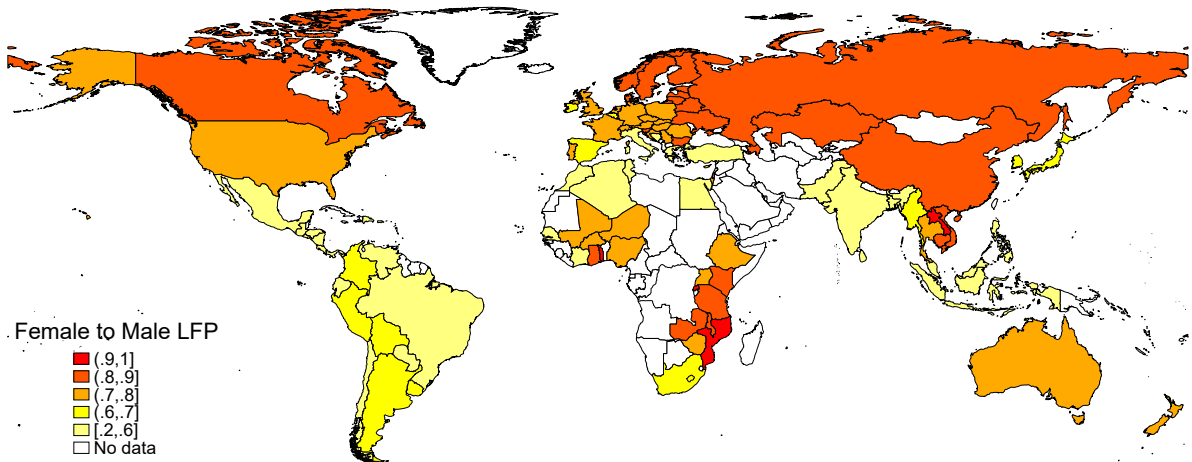 Female to Male LFP
(.9,1]
(.8,.9]
(.7,.8]
(.6,.7]
[.2,.6]
No data